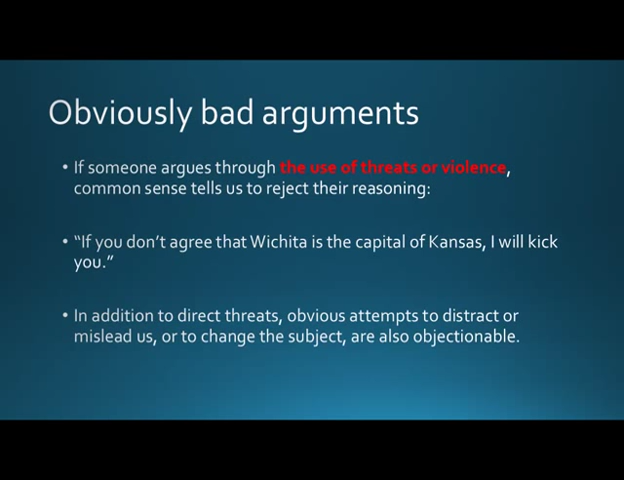 Obviously bad arguments
• If someone argues through the use of threats or violence,
common sense tells us to reject their reasoning:
• “If you don’t agree that Wichita is the capital of Kansas, I will kick
you.”
• In addition to direct threats, obvious attempts to distract or
mislead us, or to change the subject, are also objectionable.